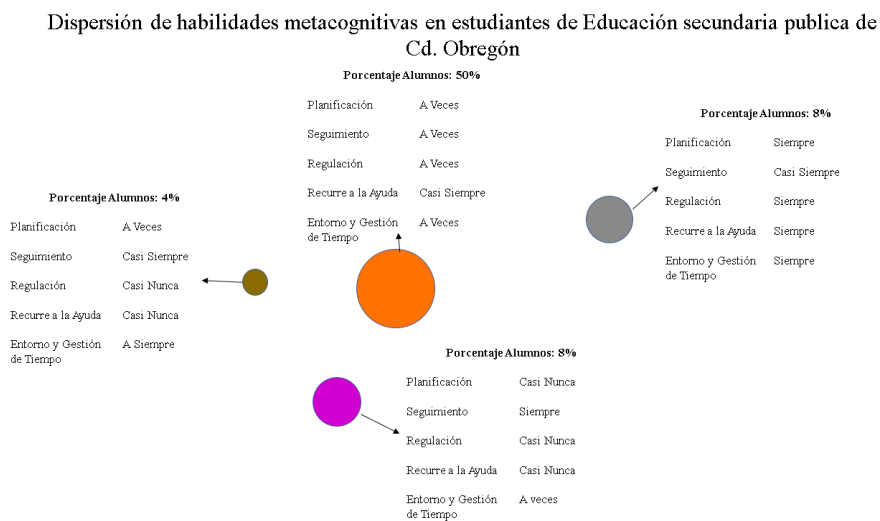 Dispersión de habilidades metacognitivas en estudiantes de Educación secundaria publica de
Cd. Obregón
Porcentaje Alumnos: 50%
Planificación A Veces
Seguimiento A Veces
Regulación A Veces
Recurre a la Ayuda Casi Siempre
Entorno y Gestión A Veces
de Tiempo
Porcentaje Alumnos: 8%
Planificación Siempre
Seguimiento Casi Siempre
Regulación Siempre
Recurre a la Ayuda Siempre
Entorno y Gestión Siempre
de Tiempo
Porcentaje Alumnos: 4%
Planificación A Veces
Seguimiento Casi Siempre
Regulación Casi Nunca
Recurre a la Ayuda Casi Nunca
Entorno y Gestión A Siempre
de Tiempo
Porcentaje Alumnos: 8%
Planificación Casi Nunca
Seguimiento Siempre
Regulación Casi Nunca
Recurre a la Ayuda Casi Nunca
Entorno y Gestión A veces
de Tiempo